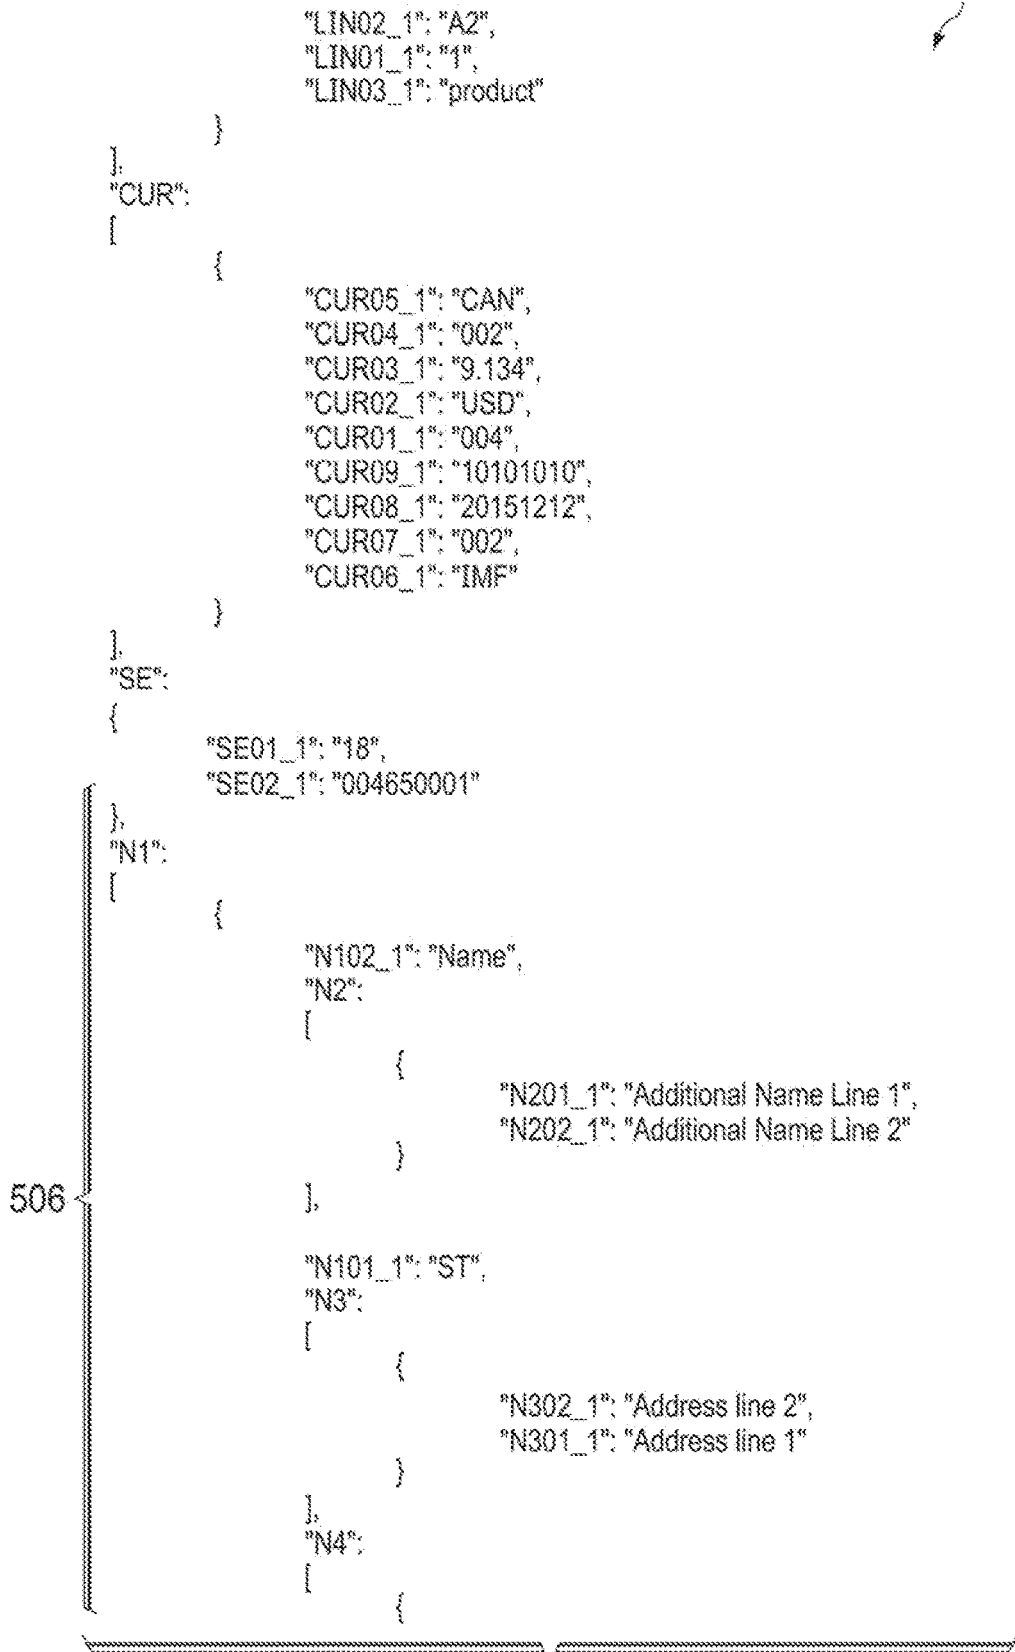 "LIN02_1": "A2",
"LIN01_1": "1",
"LIN03_1": "product"
}
],
"CUR":
[
{
"CUR05_1": "CAN",
"CUR04_1": "002",
"CUR03_1": "9.134",
"CUR02_1": "USD",
"CUR01_1": "004",
"CUR09_1": "10101010",
"CUR08_1": "20151212",
"CUR07_1": "002",
"CUR06_1": "IMF"
}
],
"SE":
{
"SE01_1": "18",
"SE02_1": "004650001"
},
"N1":
[
{
"N102_1": "Name",
"N2":
[
{
"N201_1": "Additional Name Line 1",
"N202_1": "Additional Name Line 2"
}
506
],
"N101_1": "ST",
"N3":
[
{
"N302_1": "Address line 2",
"N301_1": "Address line 1"
}
],
"N4":
[
{